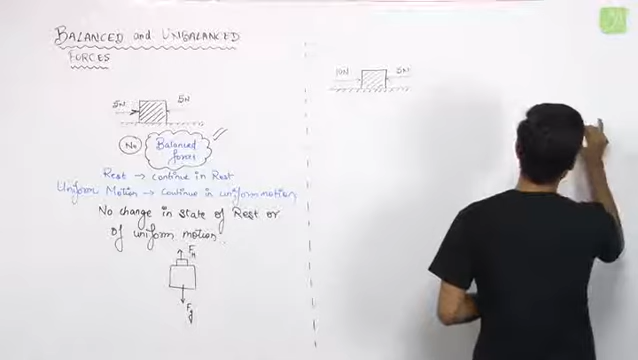 BALANCED and UNBALANCED
FORCES
5N
5N
No
Balanced
forces
Rest → continue in Rest
Uniform Motion → continue in uniform motion
No change in state of Rest or
of uniform motion.
F
Fg
10N
5N